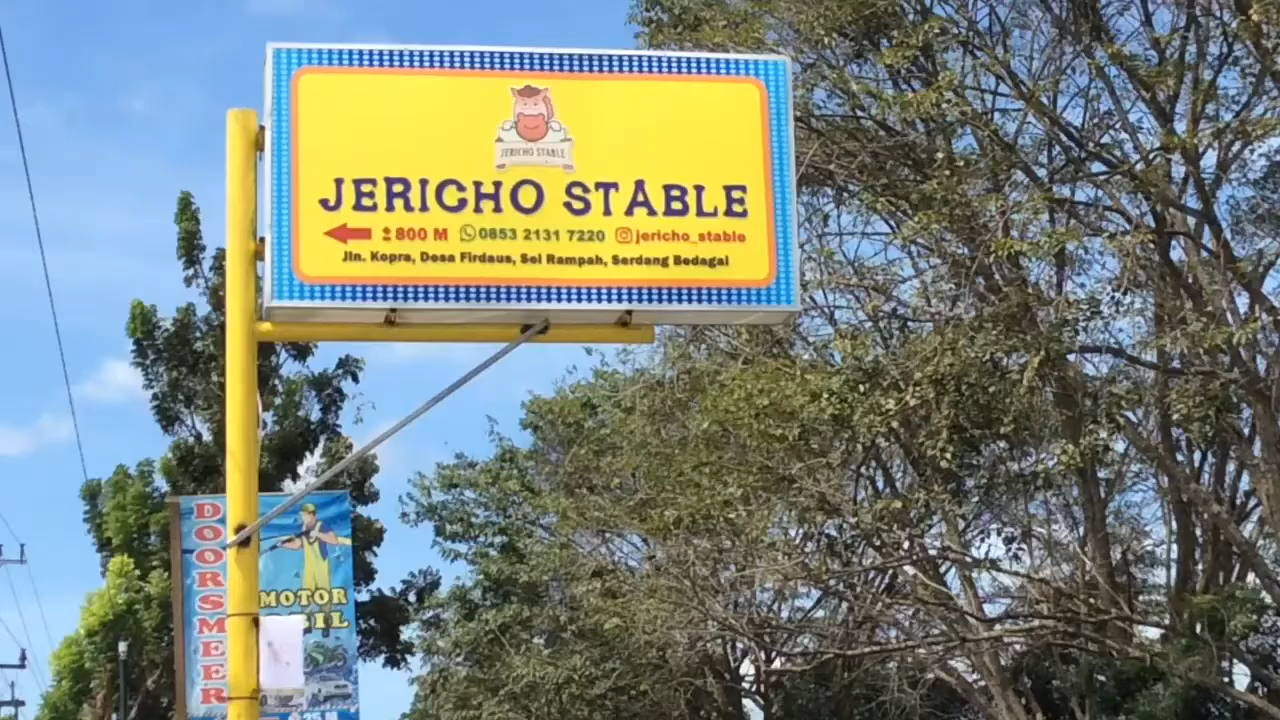 JERICHO STABLE
JERICHO STABLE
± 800 M 0853 2131 7220 jericho_stable
Jln. Kopra, Desa Firdaus, Sei Rampah, Serdang Bedagai
DOORSMEER
MOTOR